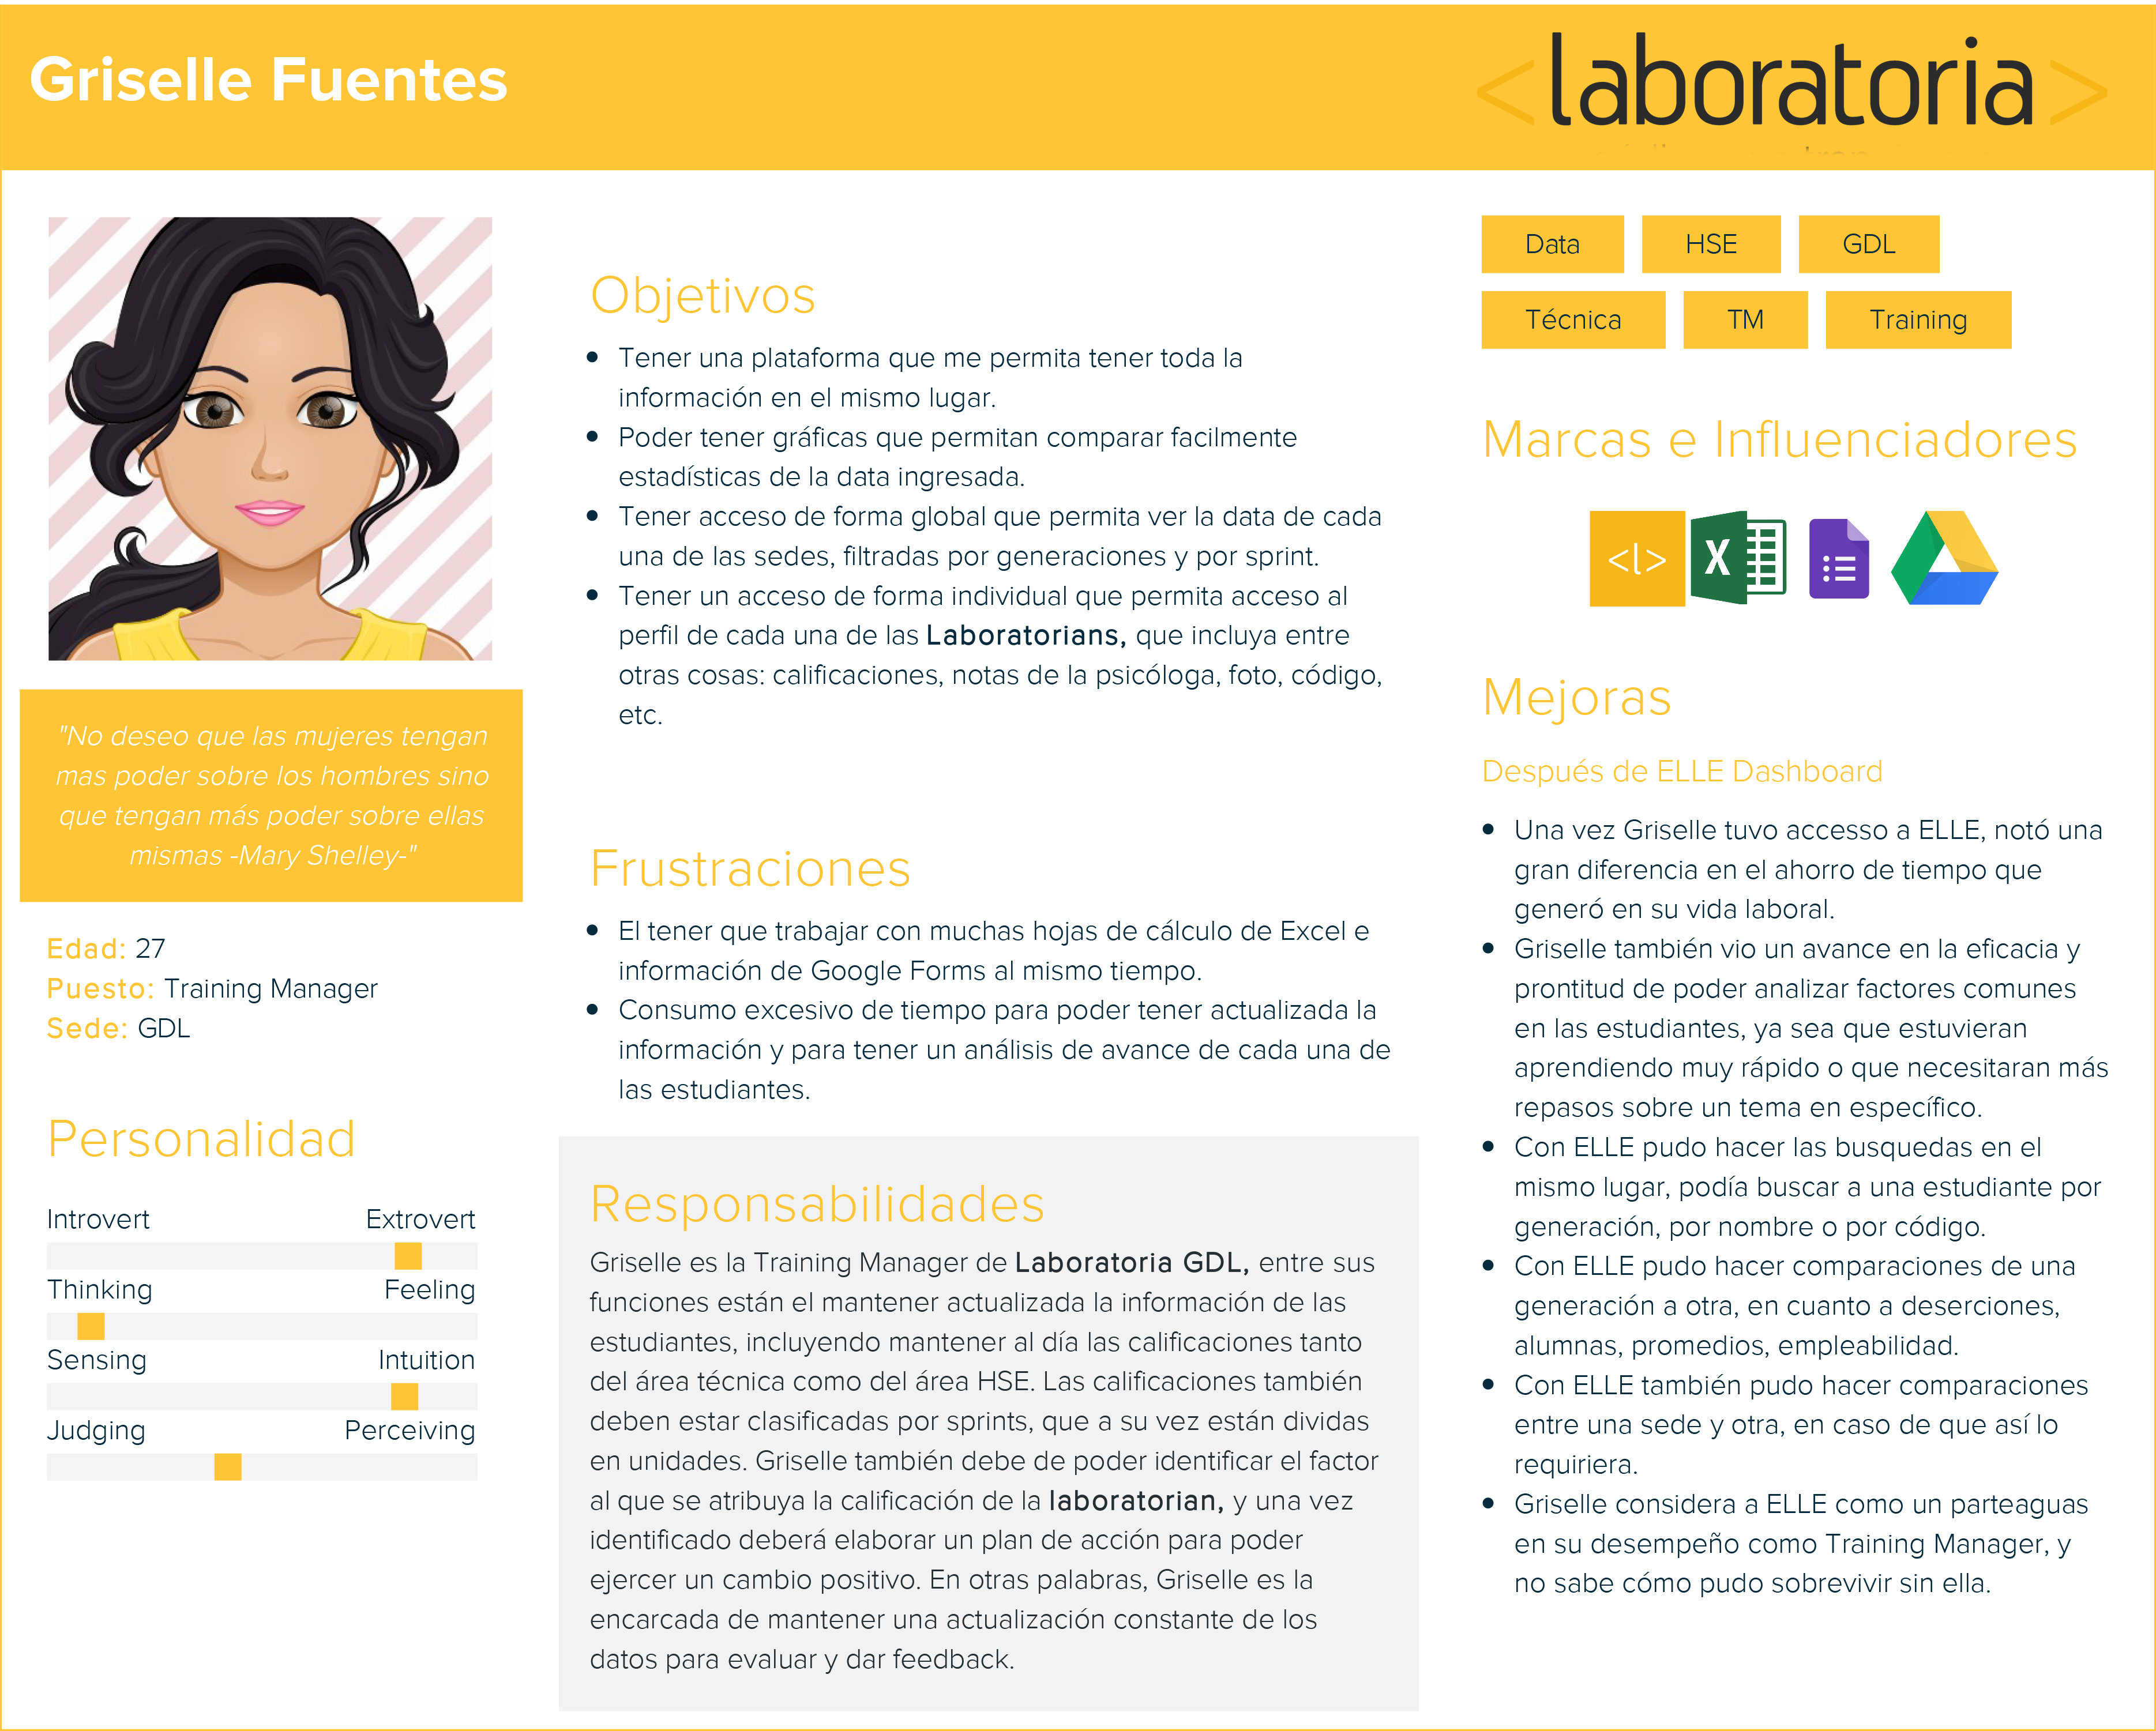 Griselle Fuentes
<laboratoria>
"No deseo que las mujeres tengan
mas poder sobre los hombres sino
que tengan más poder sobre ellas
mismas -Mary Shelley-"
Edad: 27
Puesto: Training Manager
Sede: GDL
Personalidad
Introvert Extrovert
Thinking Feeling
Sensing Intuition
Judging Perceiving
Objetivos
• Tener una plataforma que me permita tener toda la
información en el mismo lugar.
• Poder tener gráficas que permitan comparar facilmente
estadísticas de la data ingresada.
• Tener acceso de forma global que permita ver la data de cada
una de las sedes, filtradas por generaciones y por sprint.
• Tener un acceso de forma individual que permita acceso al
perfil de cada una de las Laboratorians, que incluya entre
otras cosas: calificaciones, notas de la psicóloga, foto, código,
etc.
Frustraciones
• El tener que trabajar con muchas hojas de cálculo de Excel e
información de Google Forms al mismo tiempo.
• Consumo excesivo de tiempo para poder tener actualizada la
información y para tener un análisis de avance de cada una de
las estudiantes.
Responsabilidades
Griselle es la Training Manager de Laboratoria GDL, entre sus
funciones están el mantener actualizada la información de las
estudiantes, incluyendo mantener al día las calificaciones tanto
del área técnica como del área HSE. Las calificaciones también
deben estar clasificadas por sprints, que a su vez están dividas
en unidades. Griselle también debe de poder identificar el factor
al que se atribuya la calificación de la laboratorian, y una vez
identificado deberá elaborar un plan de acción para poder
ejercer un cambio positivo. En otras palabras, Griselle es la
encarcada de mantener una actualización constante de los
datos para evaluar y dar feedback.
Data HSE GDL
Técnica TM Training
Marcas e Influenciadores
<l> X
Mejoras
Después de ELLE Dashboard
• Una vez Griselle tuvo accesso a ELLE, notó una
gran diferencia en el ahorro de tiempo que
generó en su vida laboral.
• Griselle también vio un avance en la eficacia y
prontitud de poder analizar factores comunes
en las estudiantes, ya sea que estuvieran
aprendiendo muy rápido o que necesitaran más
repasos sobre un tema en específico.
• Con ELLE pudo hacer las busquedas en el
mismo lugar, podía buscar a una estudiante por
generación, por nombre o por código.
• Con ELLE pudo hacer comparaciones de una
generación a otra, en cuanto a deserciones,
alumnas, promedios, empleabilidad.
• Con ELLE también pudo hacer comparaciones
entre una sede y otra, en caso de que así lo
requiriera.
• Griselle considera a ELLE como un parteaguas
en su desempeño como Training Manager, y
no sabe cómo pudo sobrevivir sin ella.